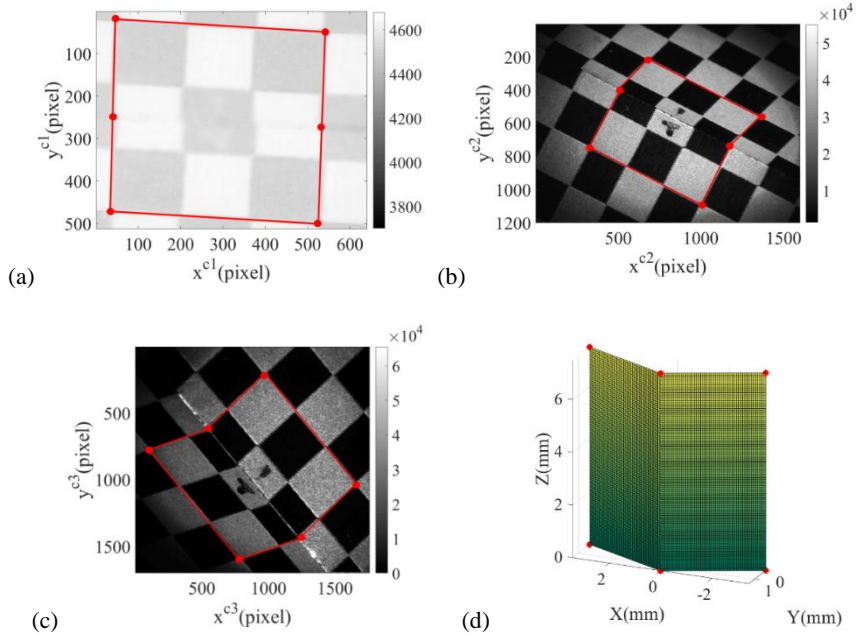 100
200
300
400
500
y^c1(pixel)
100 200 300 400 500 600
x^c1(pixel)
4600
4400
4200
4000
3800
(a)
200
400
600
800
1000
1200
y^c2(pixel)
500 1000 1500
x^c2(pixel)
×10^4
5
4
3
2
1
(b)
500
1000
1500
y^c3(pixel)
500 1000 1500
x^c3(pixel)
×10^4
6
5
4
3
2
1
0
(c)
6
4
2
0
Z(mm)
2 0 -2
X(mm)
1 0
Y(mm)
(d)